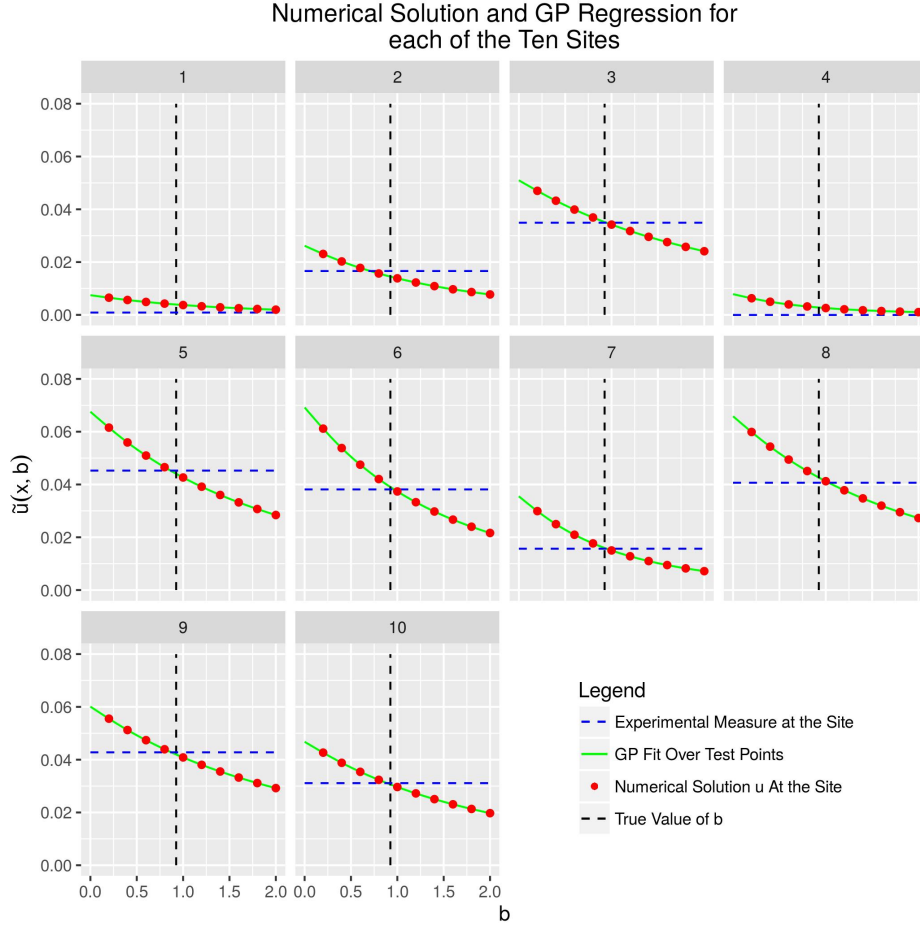 Numerical Solution and GP Regression for
each of the Ten Sites
1 2 3 4
0.08
0.06
0.04
0.02
0.00
5 6 7 8
0.08
0.06
0.04
0.02
0.00
ũ(x, b)
9 10
0.08
0.06
0.04
0.02
0.00
0.0 0.5 1.0 1.5 2.0 0.0 0.5 1.0 1.5 2.0
b
Legend
Experimental Measure at the Site
GP Fit Over Test Points
Numerical Solution u At the Site
True Value of b